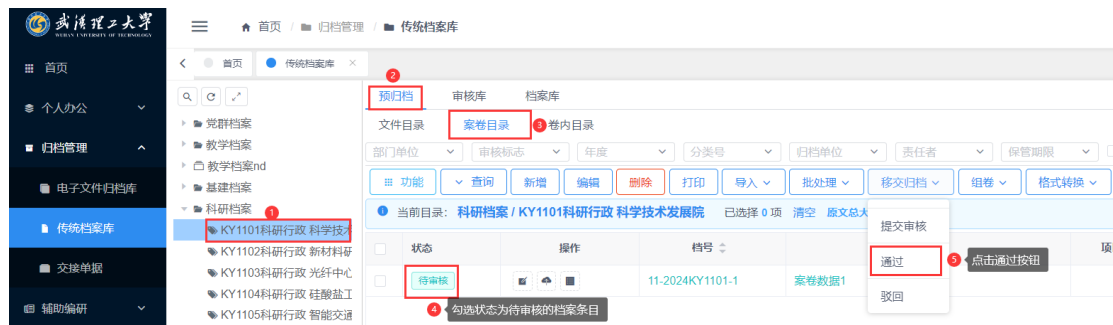 武汉理工大学
WUHAN UNIVERSITY OF TECHNOLOGY
首页 / 归档管理 / 传统档案库
首页
首页
传统档案库 ×
个人办公
归档管理
电子文件归档库
传统档案库
交接单据
辅助编研
党群档案
教学档案
教学档案nd
基建档案
科研档案
1
KY1101科研行政 科学技术
KY1102科研行政 新材料研
KY1103科研行政 光纤中心
KY1104科研行政 硅酸盐工
KY1105科研行政 智能交通
2
预归档 审核库 档案库
文件目录 案卷目录 3 卷内目录
部门单位 审核标志 年度 分类号 归档单位 责任者 保管期限
功能 查询 新增 编辑 删除 打印 导入 批处理 移交归档 组卷 格式转换
当前目录: 科研档案 / KY1101科研行政 科学技术发展院 已选择 0 项 清空 原文总大
提交审核
通过
驳回
5 点击通过按钮
状态 操作 档号
待审核 11-2024KY1101-1 案卷数据1
4 勾选状态为待审核的档案条目